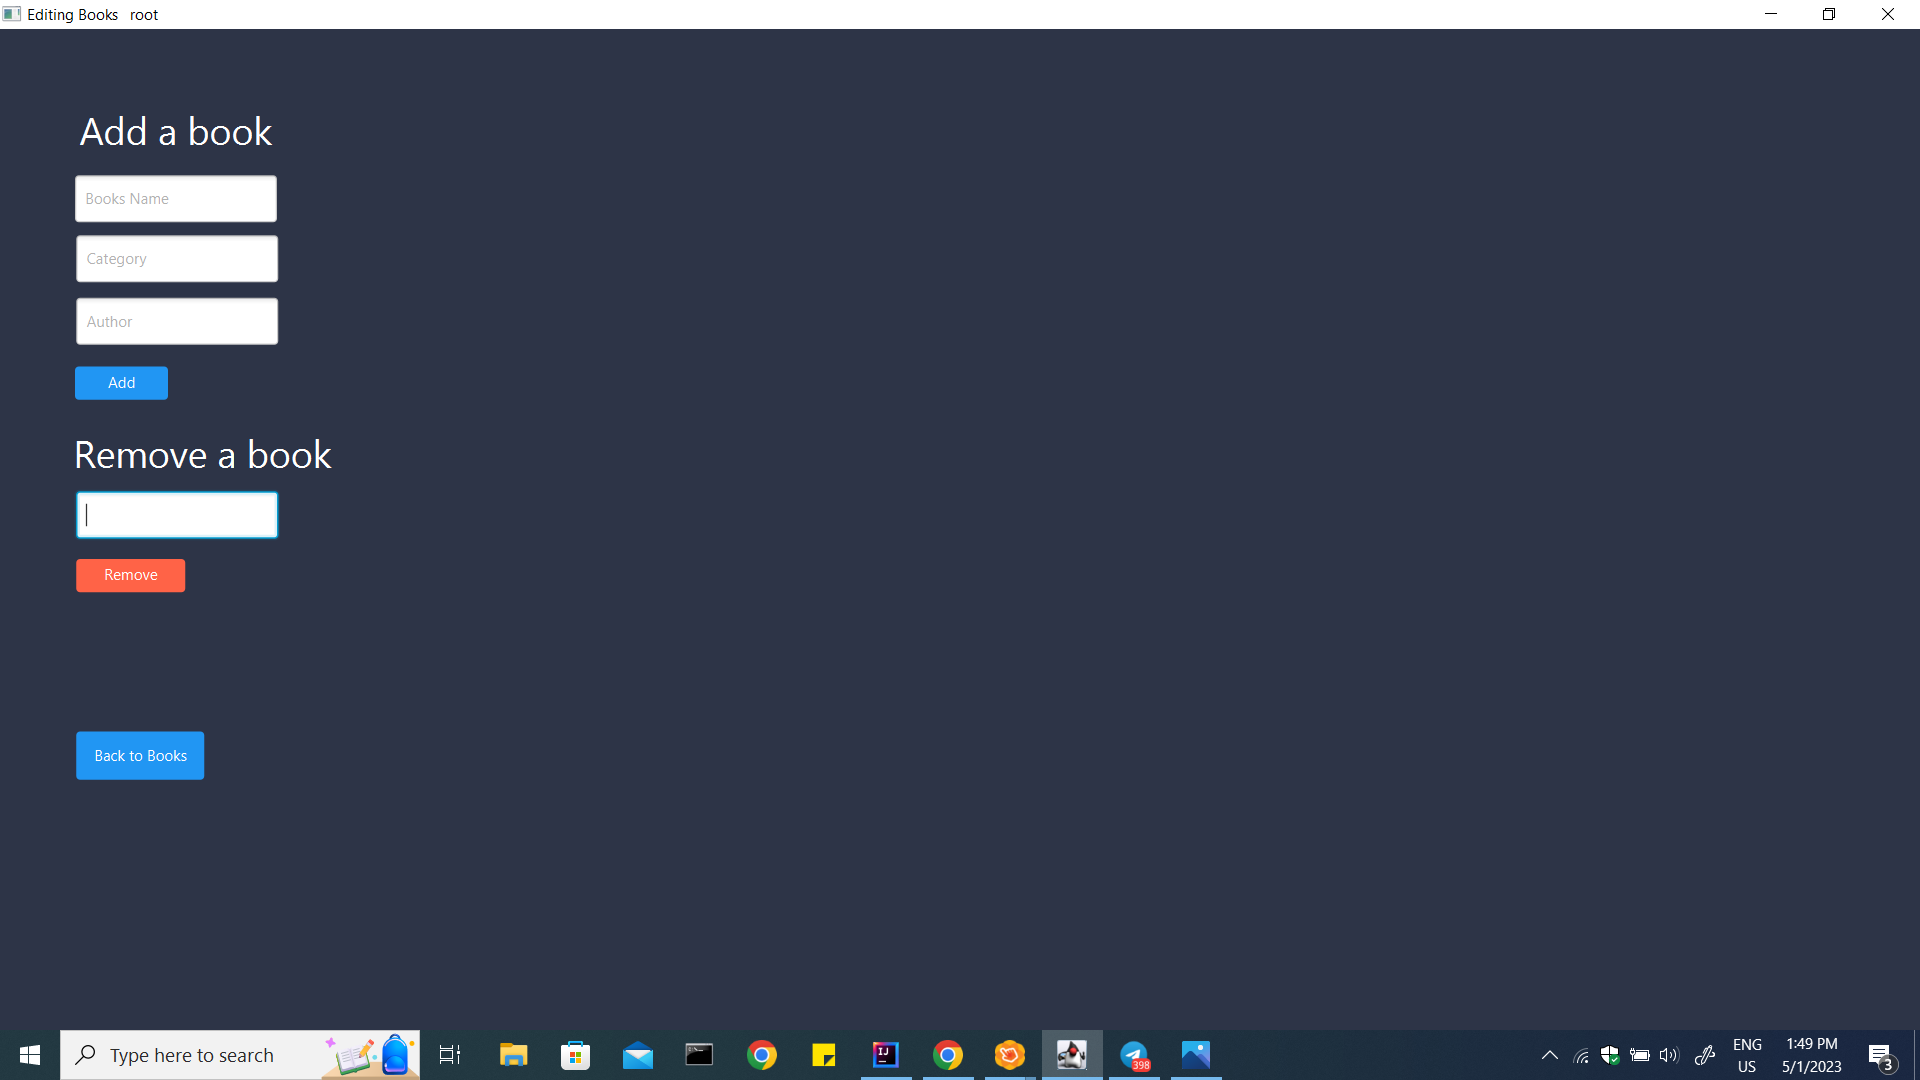 Editing Books root
Add a book
Books Name
Category
Author
Add
Remove a book
Remove
Back to Books
Type here to search
IJ
398
ENG
US
1:49 PM
5/1/2023
3